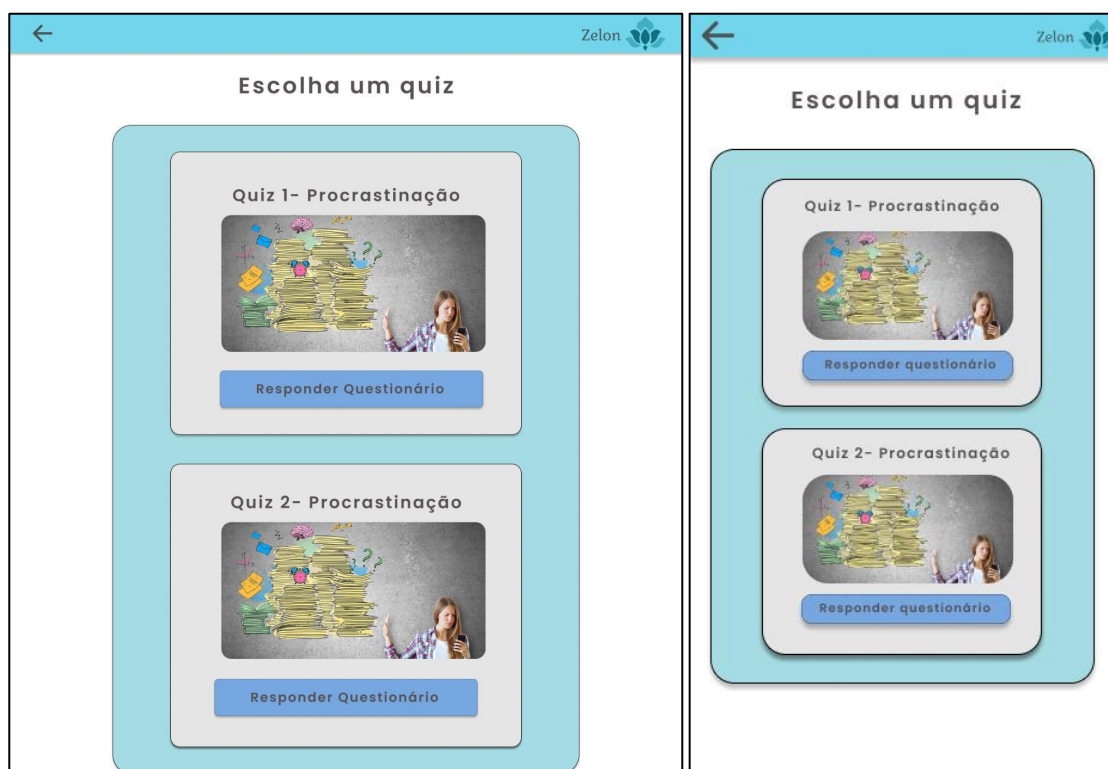 Zelon
Escolha um quiz
Quiz 1- Procrastinação
Responder Questionário
Quiz 2- Procrastinação
Responder Questionário
Zelon
Escolha um quiz
Quiz 1- Procrastinação
Responder questionário
Quiz 2- Procrastinação
Responder questionário